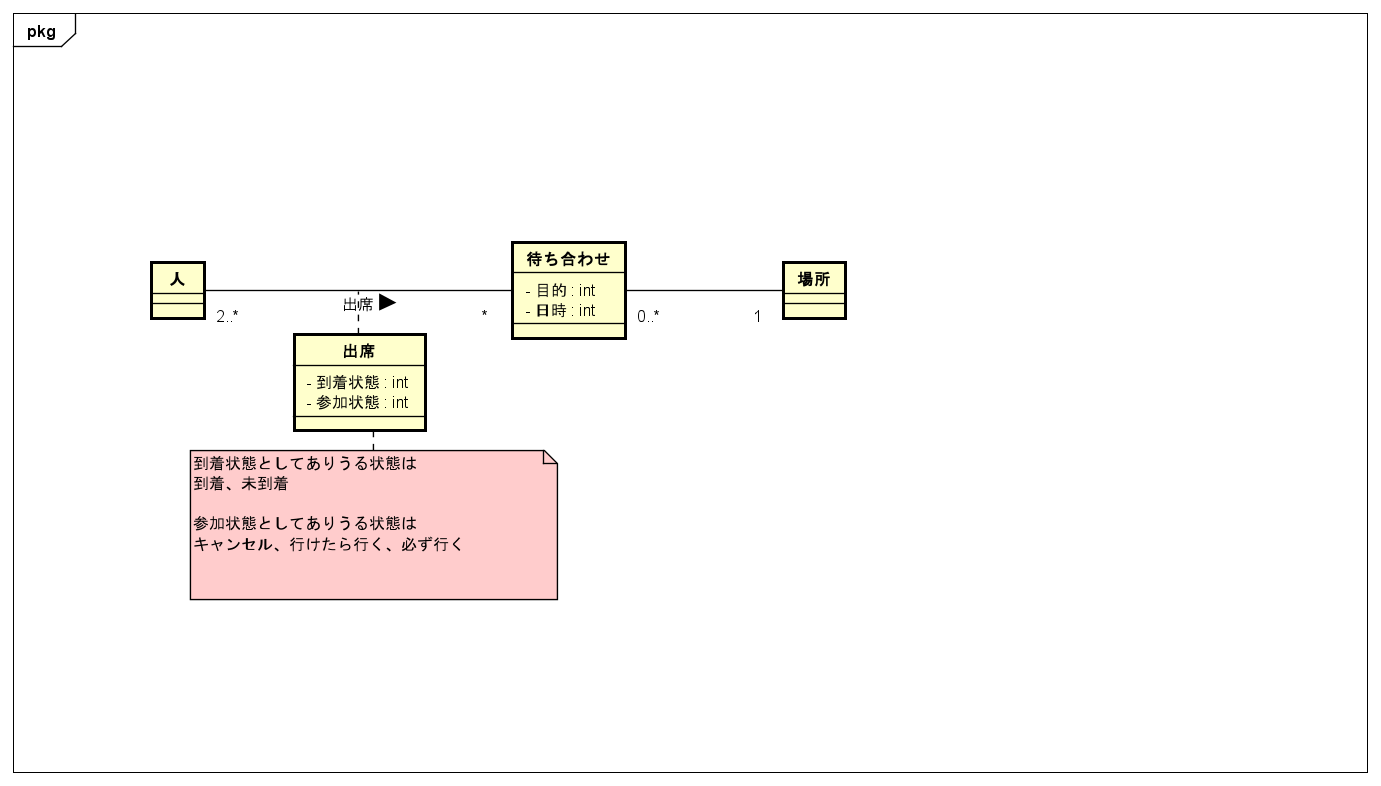 pkg
人
待ち合わせ
- 目的 : int
- 日時 : int
場所
出席 ▶
2..*
*
0..*
1
出席
- 到着状態 : int
- 参加状態 : int
到着状態としてありうる状態は
到着、未到着
参加状態としてありうる状態は
キャンセル、行けたら行く、必ず行く